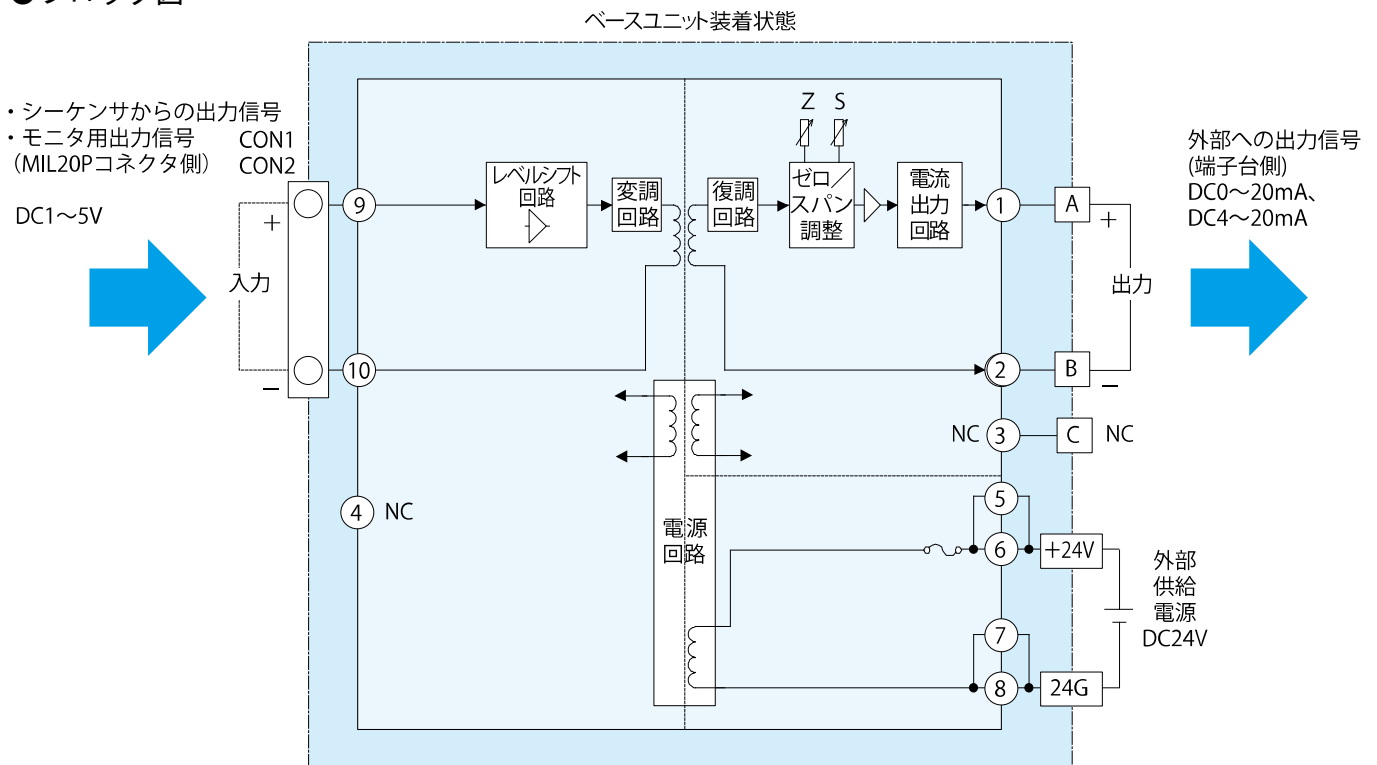 ベースユニット装着状態
・シーケンサからの出力信号
・モニタ用出力信号
(MIL20Pコネクタ側)
CON1
CON2
DC1～5V
入力
+
−
9
10
4
NC
レベルシフト
回路
変調
回路
復調
回路
Z
S
ゼロ／
スパン
調整
電流
出力
回路
1
A
+
出力
2
B
−
NC
3
C
NC
外部への出力信号
(端子台側)
DC0～20mA、
DC4～20mA
電源
回路
5
6
+24V
7
8
24G
外部
供給
電源
DC24V